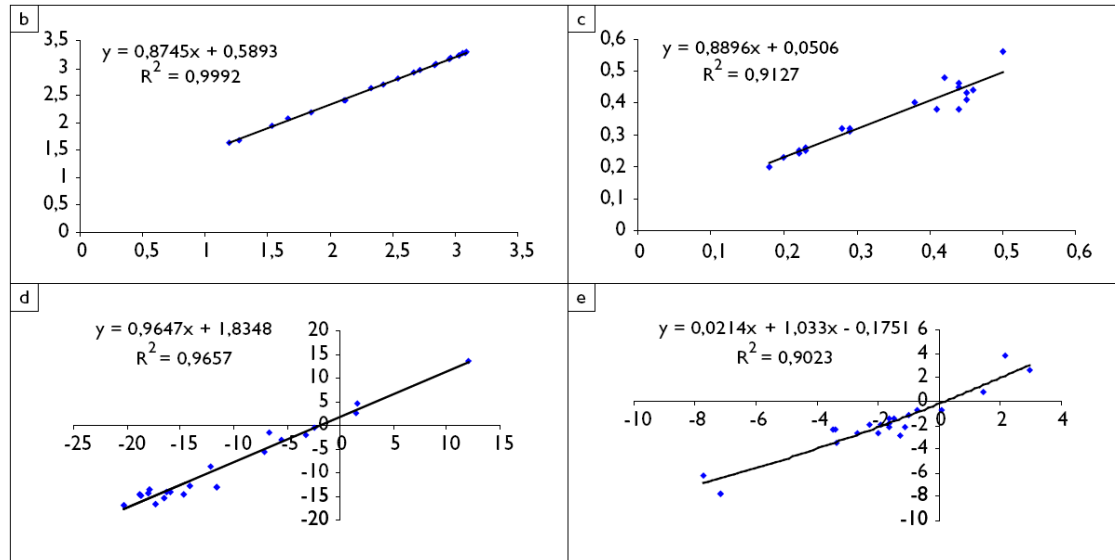 b
y = 0,8745x + 0,5893
R² = 0,9992
3,5
3
2,5
2
1,5
1
0,5
0
0 0,5 1 1,5 2 2,5 3 3,5
c
y = 0,8896x + 0,0506
R² = 0,9127
0,6
0,5
0,4
0,3
0,2
0,1
0
0 0,1 0,2 0,3 0,4 0,5 0,6
d
y = 0,9647x + 1,8348
R² = 0,9657
20
15
10
5
0
-25 -20 -15 -10 -5 0 5 10 15
-5
-10
-15
-20
e
y = 0,0214x + 1,033x - 0,1751
R² = 0,9023
6
4
2
0
-10 -8 -6 -4 -2 0 2 4
-2
-4
-6
-8
-10